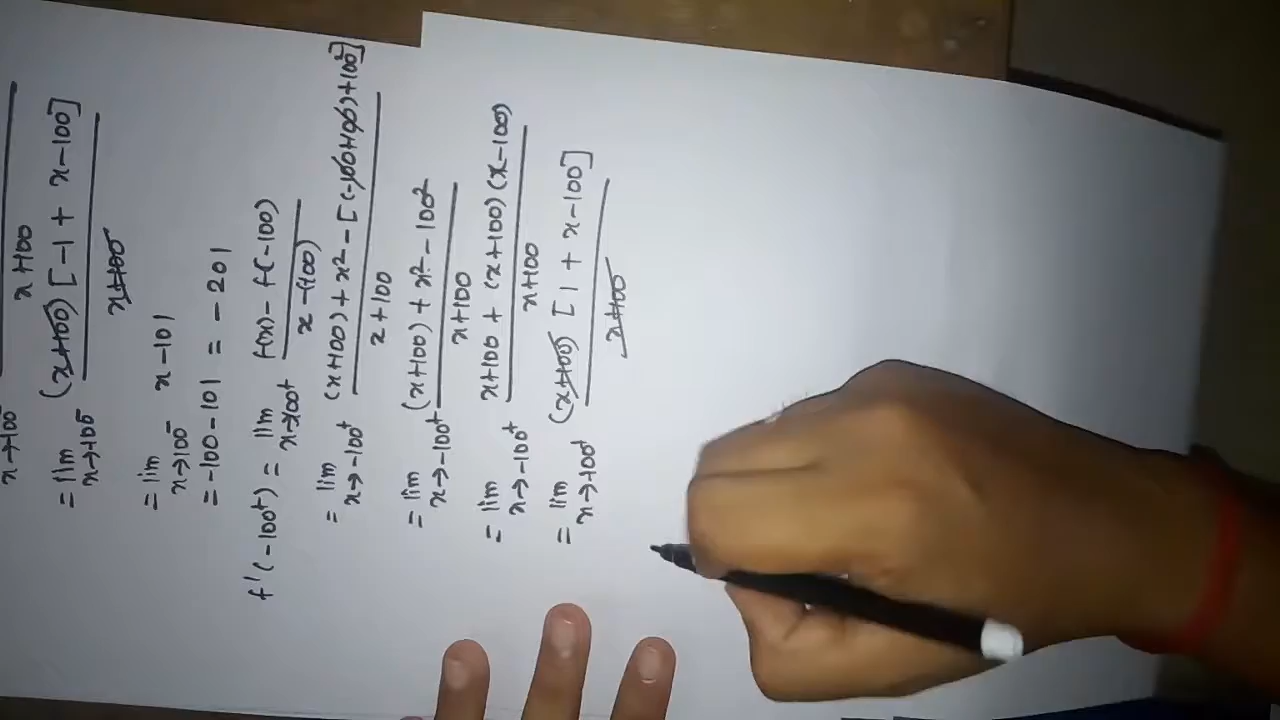 x+100
x→-100⁻
= lim (x+100) [-1 + x-100]
x→-100⁻ x+100
= lim x-101
x→-100⁻
= -100-101 = -201
f'(-100⁺) = lim f(x) - f(-100)
x→-100⁺ x-(-100)
= lim (x+100) + x² - [(-100+100)+100²]
x→-100⁺ x+100
= lim (x+100) + x² - 100²
x→-100⁺ x+100
= lim x+100 + (x+100)(x-100)
x→-100⁺ x+100
= lim (x+100) [1 + x-100]
x→-100⁺ x+100